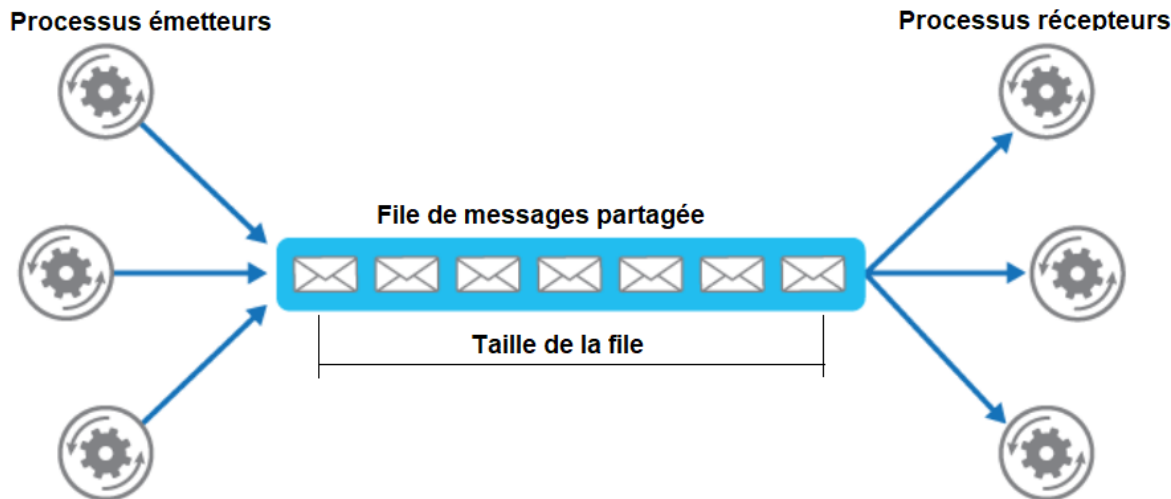 Processus émetteurs
Processus récepteurs
File de messages partagée
Taille de la file